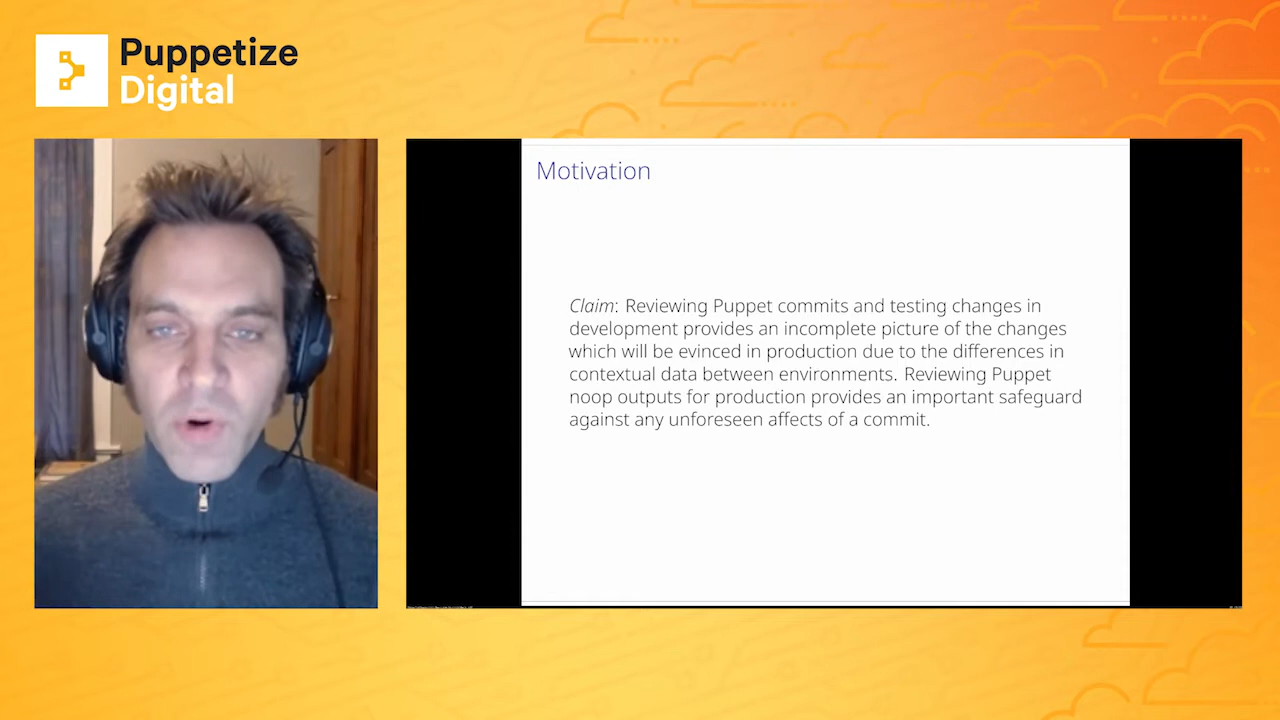 Puppetize
Digital
Motivation
Claim: Reviewing Puppet commits and testing changes in
development provides an incomplete picture of the changes
which will be evinced in production due to the differences in
contextual data between environments. Reviewing Puppet
noop outputs for production provides an important safeguard
against any unforeseen affects of a commit.